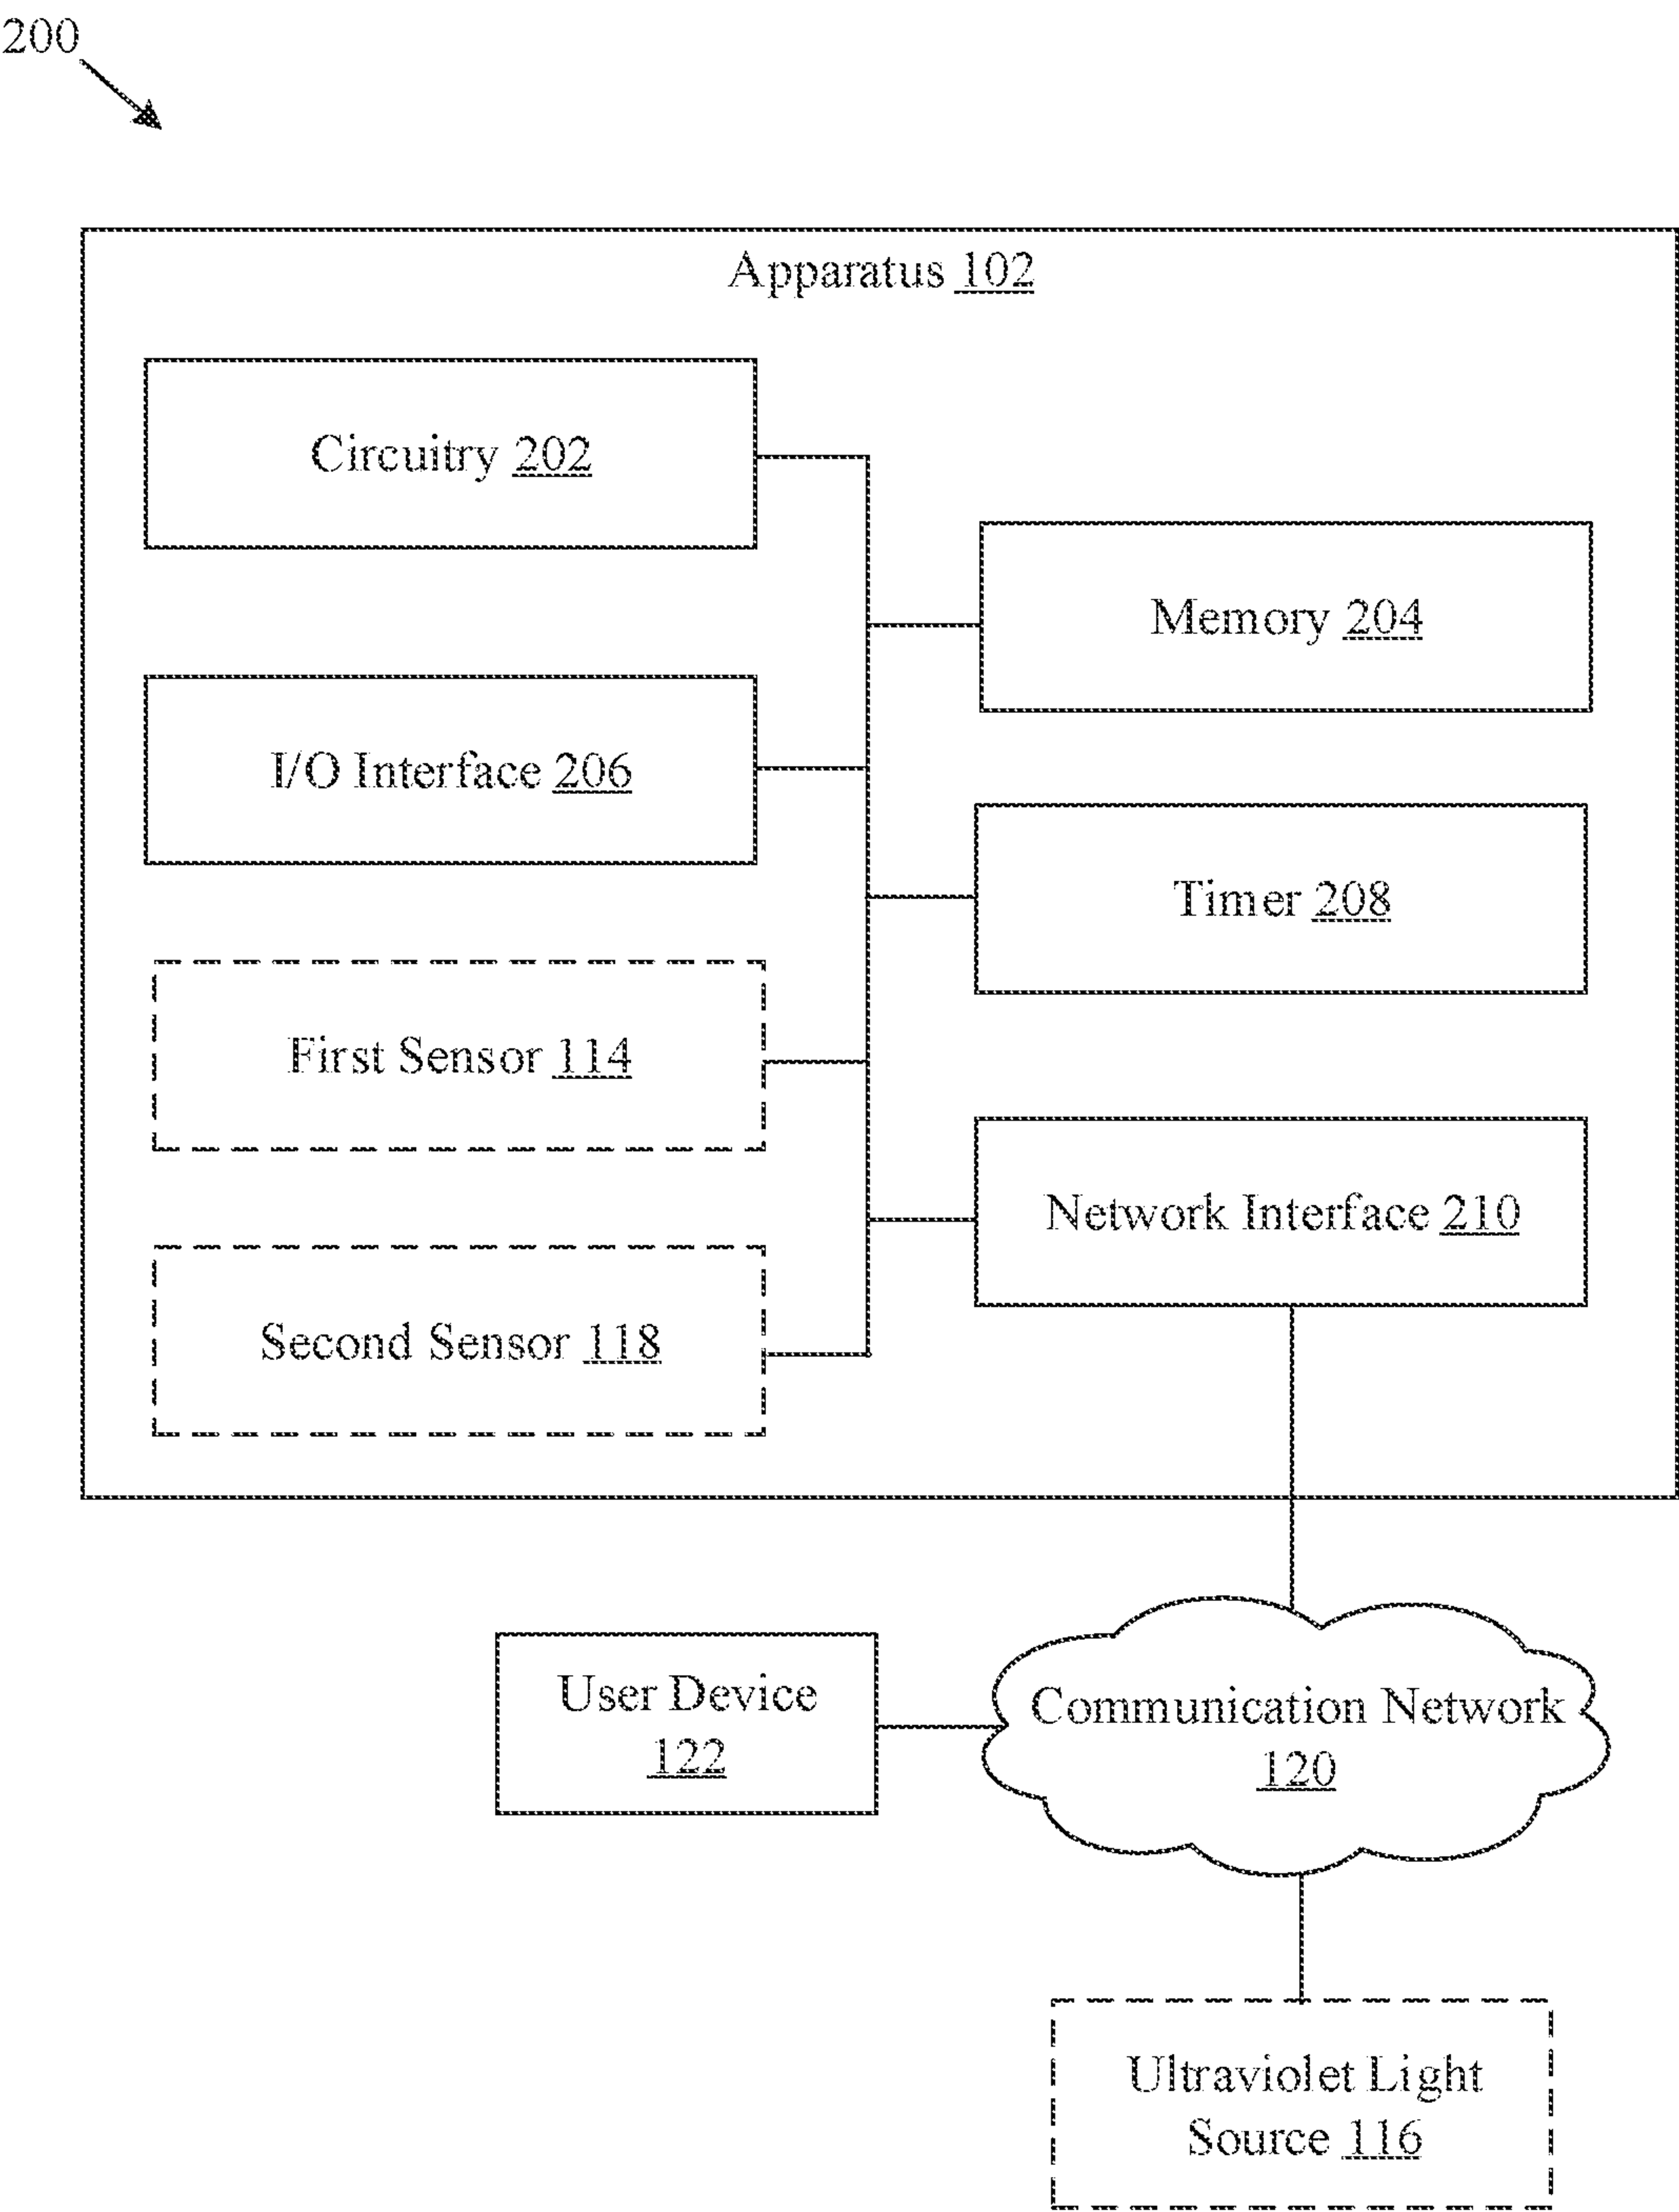 200
Apparatus 102
Circuitry 202
Memory 204
I/O Interface 206
Timer 208
First Sensor 114
Network Interface 210
Second Sensor 118
User Device
122
Communication Network
120
Ultraviolet Light
Source 116